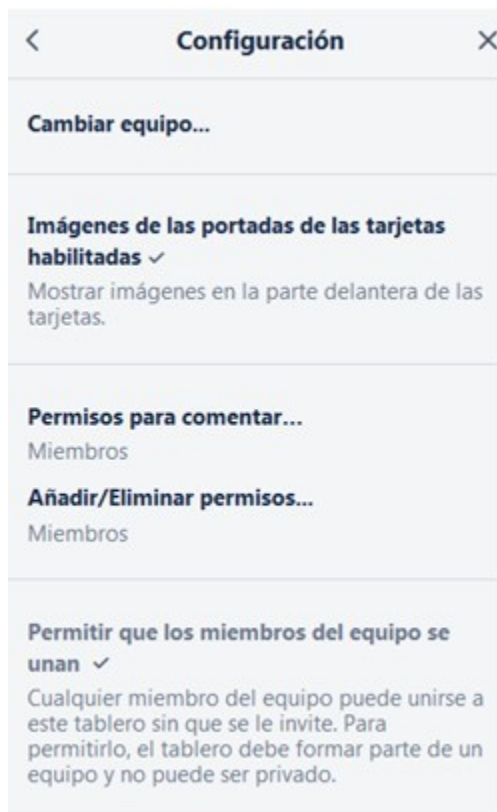 Configuración
Cambiar equipo...
Imágenes de las portadas de las tarjetas
habilitadas ✓
Mostrar imágenes en la parte delantera de las
tarjetas.
Permisos para comentar...
Miembros
Añadir/Eliminar permisos...
Miembros
Permitir que los miembros del equipo se
unan ✓
Cualquier miembro del equipo puede unirse a
este tablero sin que se le invite. Para
permitirlo, el tablero debe formar parte de un
equipo y no puede ser privado.